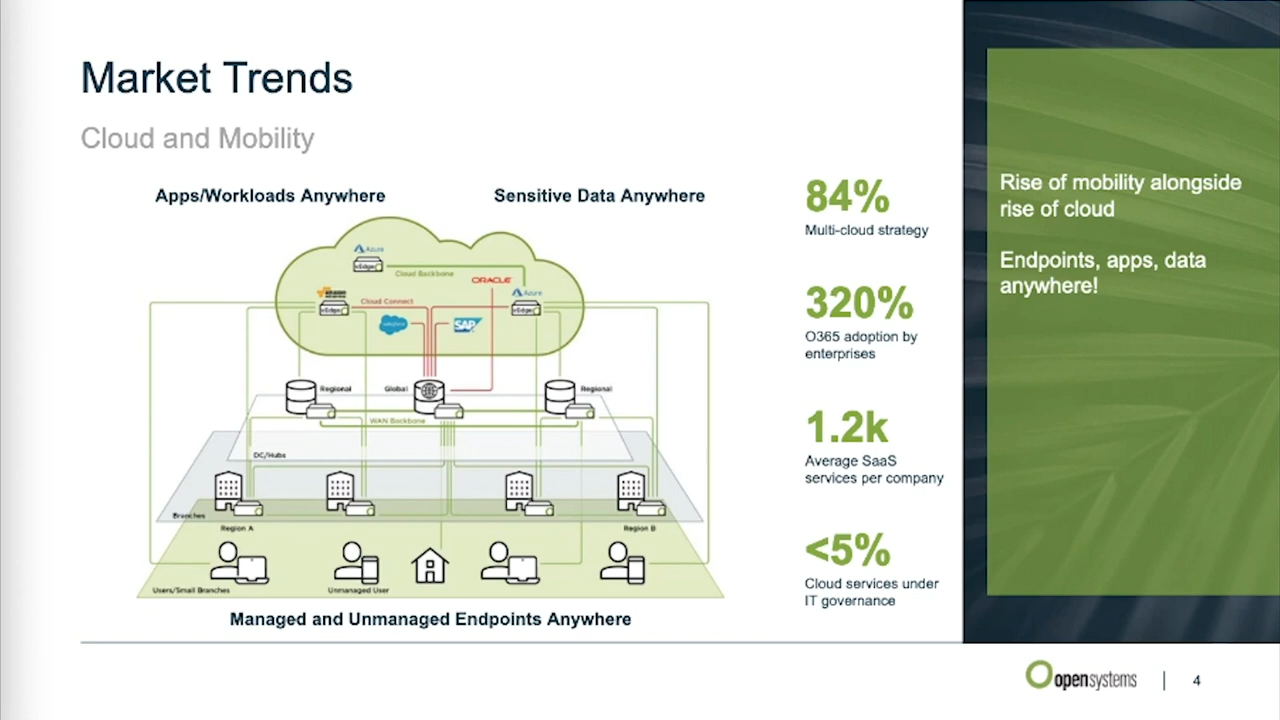 Market Trends
Cloud and Mobility
Apps/Workloads Anywhere
Sensitive Data Anywhere
Azure
vEdge
Cloud Backbone
ORACLE
amazon
Azure
Cloud Connect
vEdge
vEdge
salesforce
SAP
Regional
Global
Regional
WAN Backbone
DC/Hubs
Branches
Region A
Region B
Users/Small Branches
Unmanaged User
Managed and Unmanaged Endpoints Anywhere
84%
Multi-cloud strategy
320%
O365 adoption by
enterprises
1.2k
Average SaaS
services per company
<5%
Cloud services under
IT governance
Rise of mobility alongside
rise of cloud
Endpoints, apps, data
anywhere!
open systems
4